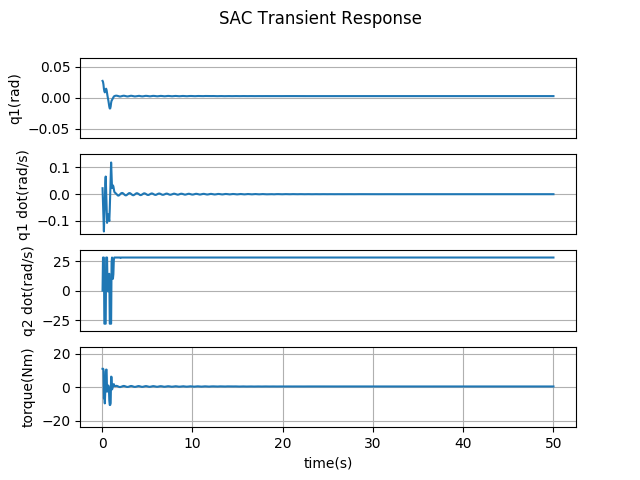 SAC Transient Response
0.05
0.00
−0.05
q1(rad)
0.1
0.0
−0.1
q1 dot(rad/s)
25
0
−25
q2 dot(rad/s)
20
0
−20
torque(Nm)
0 10 20 30 40 50
time(s)